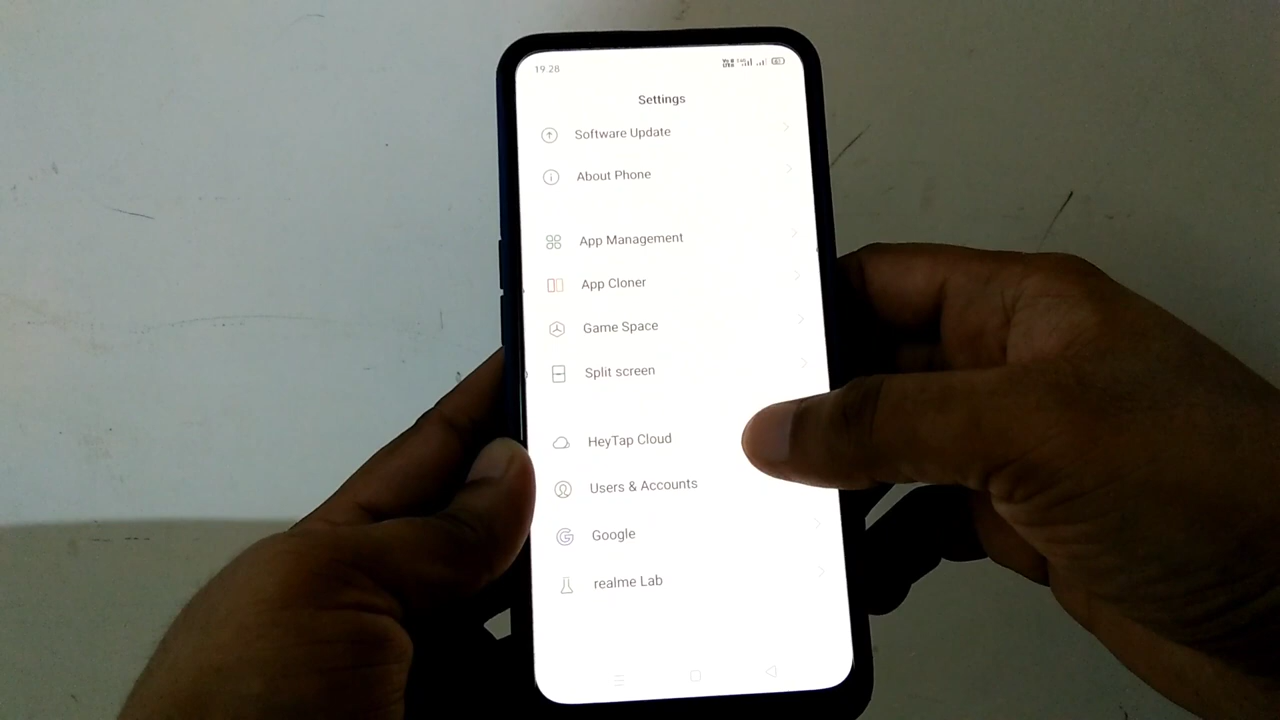 19:28
Settings
Software Update
About Phone
App Management
App Cloner
Game Space
Split screen
HeyTap Cloud
Users & Accounts
Google
realme Lab